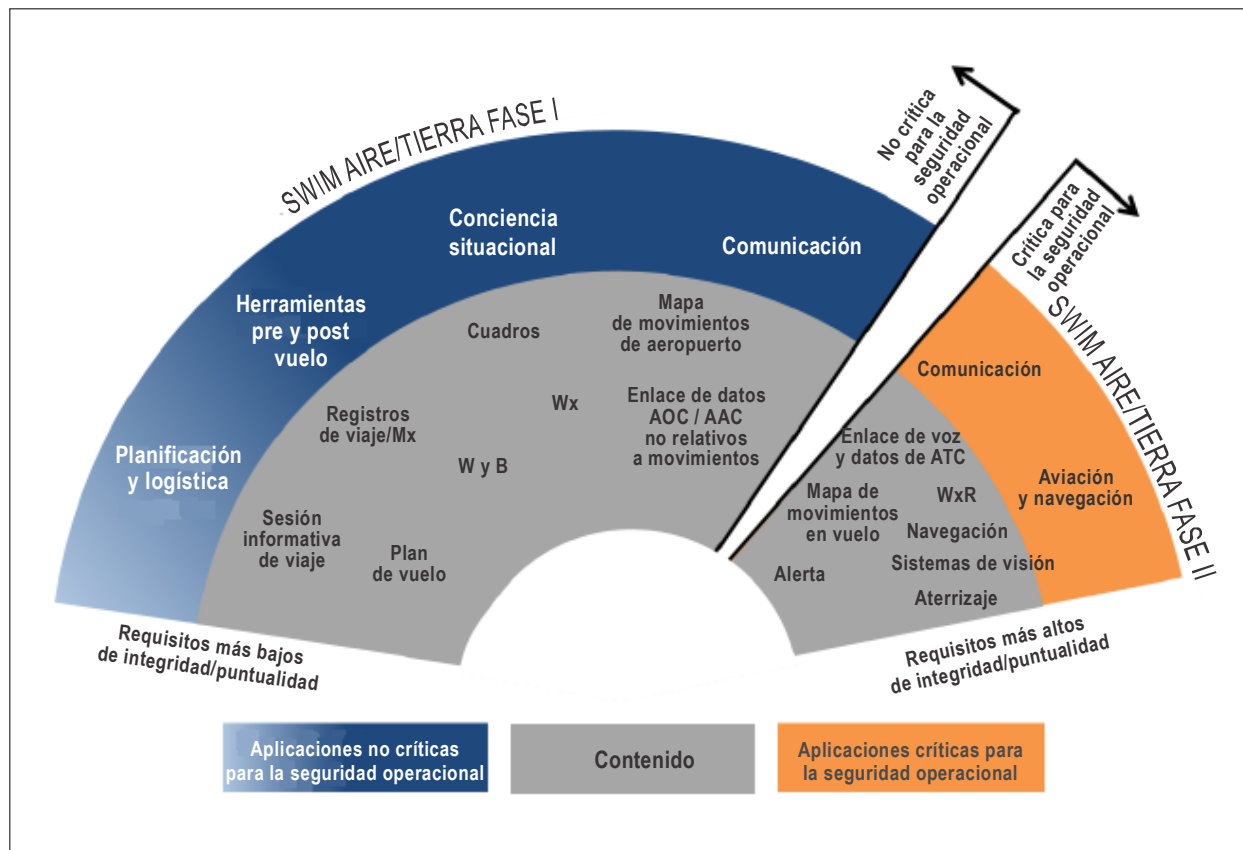 SWIM AIRE/TIERRA FASE I
No crítica
para la
seguridad
operacional
Crítica para
la seguridad
operacional
SWIM AIRE/TIERRA FASE II
Conciencia
situacional
Comunicación
Herramientas
pre y post
vuelo
Planificación
y logística
Cuadros
Mapa
de movimientos
de aeropuerto
Wx
Enlace de datos
AOC / AAC
no relativos
a movimientos
Registros
de viaje/Mx
W y B
Sesión
informativa
de viaje
Plan
de vuelo
Comunicación
Aviación
y navegación
Enlace de voz
y datos de ATC
WxR
Mapa de
movimientos
en vuelo
Navegación
Sistemas de visión
Alerta
Aterrizaje
Requisitos más bajos
de integridad/puntualidad
Requisitos más altos
de integridad/puntualidad
Aplicaciones no críticas
para la seguridad operacional
Contenido
Aplicaciones críticas para
la seguridad operacional